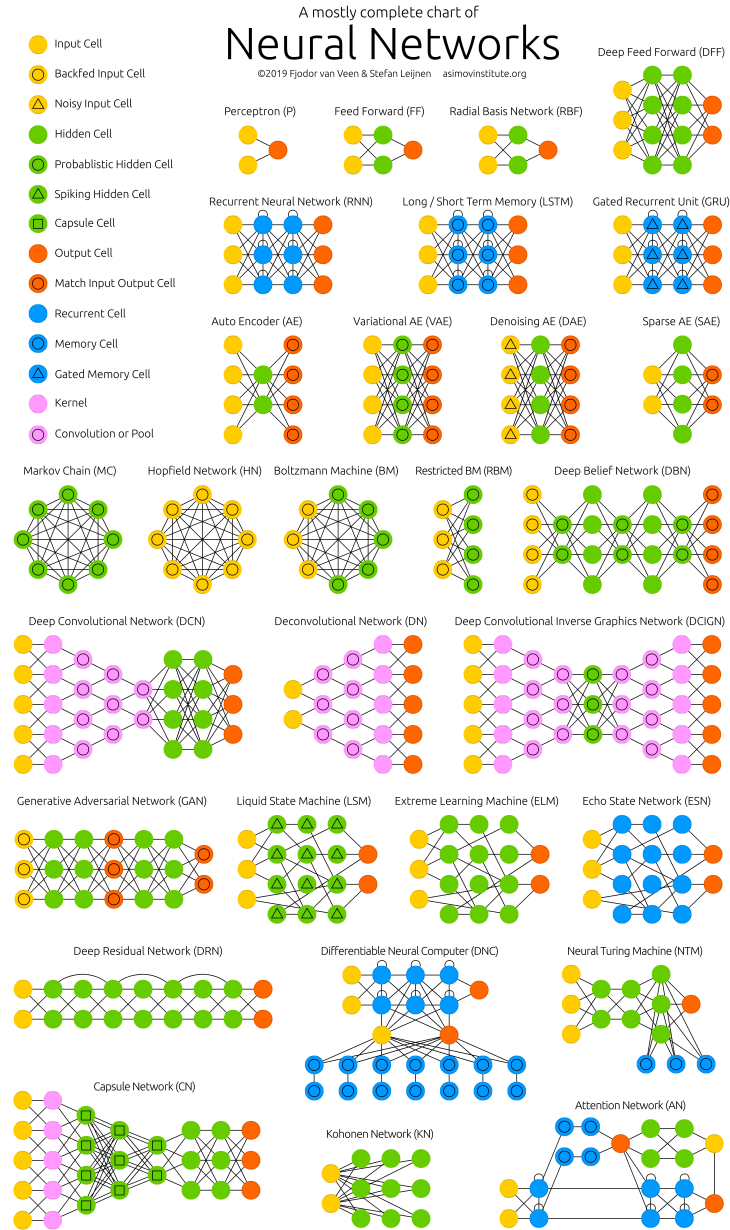 A mostly complete chart of
Neural Networks
©2019 Fjodor van Veen & Stefan Leijnen asimovinstitute.org
Input Cell
Backfed Input Cell
Noisy Input Cell
Hidden Cell
Probablistic Hidden Cell
Spiking Hidden Cell
Capsule Cell
Output Cell
Match Input Output Cell
Recurrent Cell
Memory Cell
Gated Memory Cell
Kernel
Convolution or Pool
Deep Feed Forward (DFF)
Perceptron (P)
Feed Forward (FF)
Radial Basis Network (RBF)
Recurrent Neural Network (RNN)
Long / Short Term Memory (LSTM)
Gated Recurrent Unit (GRU)
Auto Encoder (AE)
Variational AE (VAE)
Denoising AE (DAE)
Sparse AE (SAE)
Markov Chain (MC)
Hopfield Network (HN)
Boltzmann Machine (BM)
Restricted BM (RBM)
Deep Belief Network (DBN)
Deep Convolutional Network (DCN)
Deconvolutional Network (DN)
Deep Convolutional Inverse Graphics Network (DCIGN)
Generative Adversarial Network (GAN)
Liquid State Machine (LSM)
Extreme Learning Machine (ELM)
Echo State Network (ESN)
Deep Residual Network (DRN)
Differentiable Neural Computer (DNC)
Neural Turing Machine (NTM)
Capsule Network (CN)
Kohonen Network (KN)
Attention Network (AN)